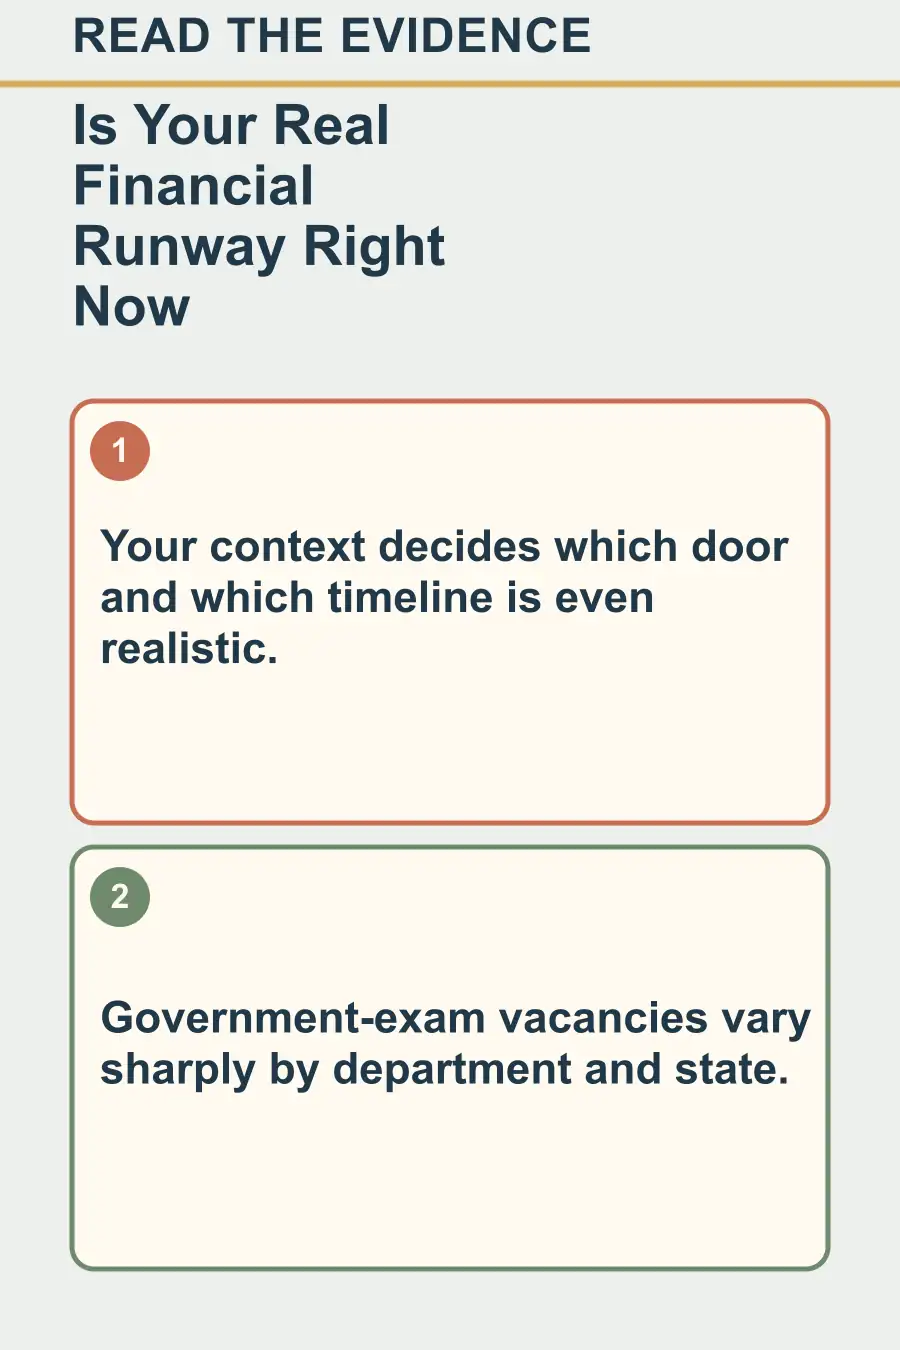 READ THE EVIDENCE
Is Your Real
Financial
Runway Right
Now
1
Your context decides which door
and which timeline is even
realistic.
2
Government-exam vacancies vary
sharply by department and state.